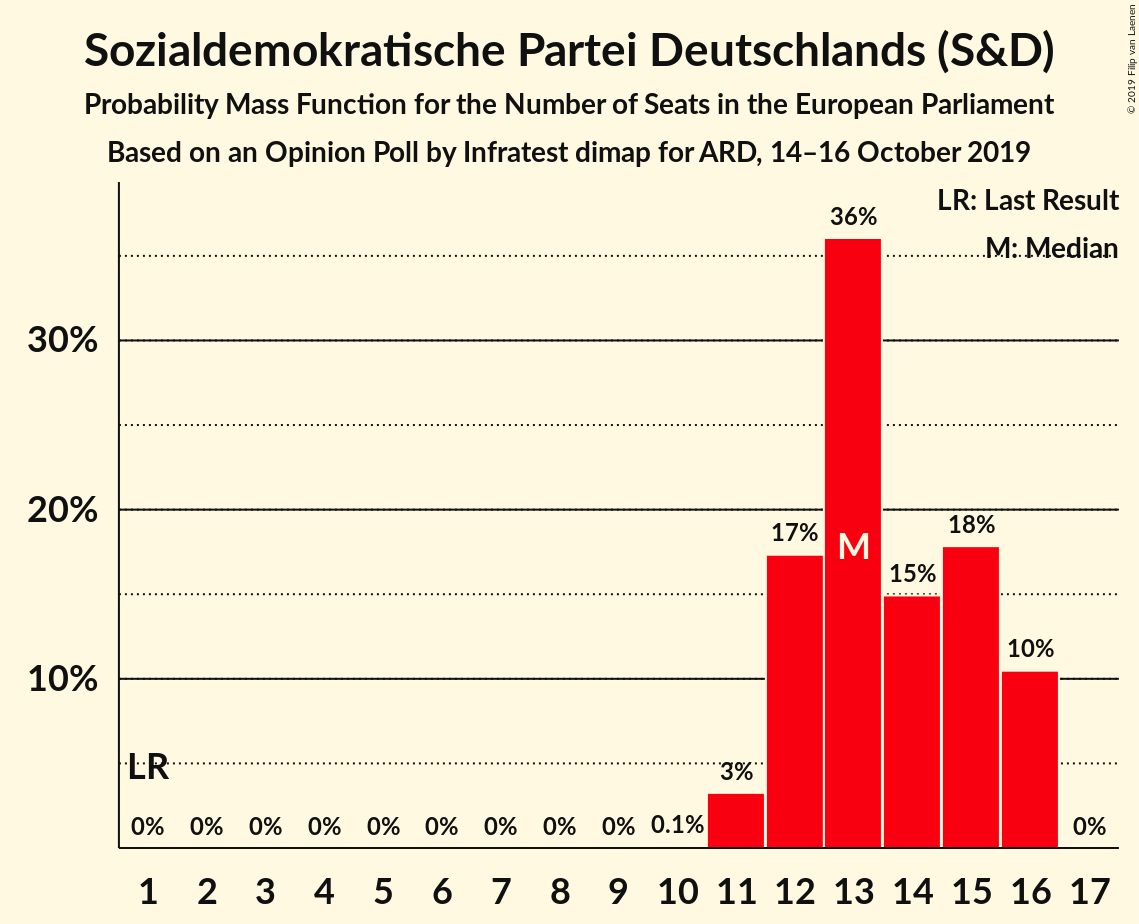 Sozialdemokratische Partei Deutschlands (S&D)
Probability Mass Function for the Number of Seats in the European Parliament
Based on an Opinion Poll by Infratest dimap for ARD, 14–16 October 2019
© 2019 Filip van Laenen
LR: Last Result
M: Median
36%
30%
20%
18%
17%
M
15%
10%
10%
LR
3%
0% 0% 0% 0% 0% 0% 0% 0% 0% 0.1% 0%
1 2 3 4 5 6 7 8 9 10 11 12 13 14 15 16 17